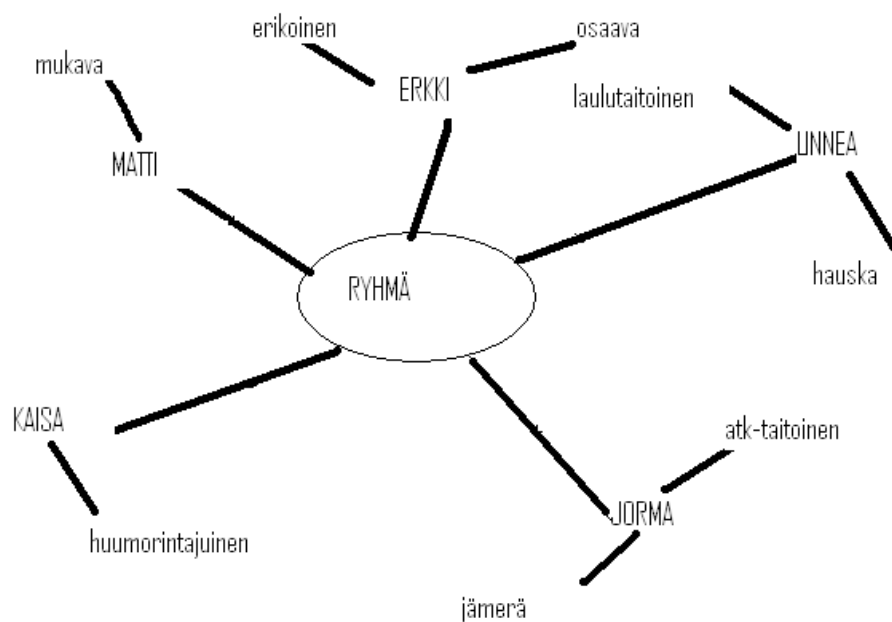 erikoinen
osaava
mukava
ERKKI
laulutaitoinen
LINNEA
MATTI
hauska
RYHMÄ
KAISA
atk-taitoinen
JORMA
huumorintajuinen
jämerä